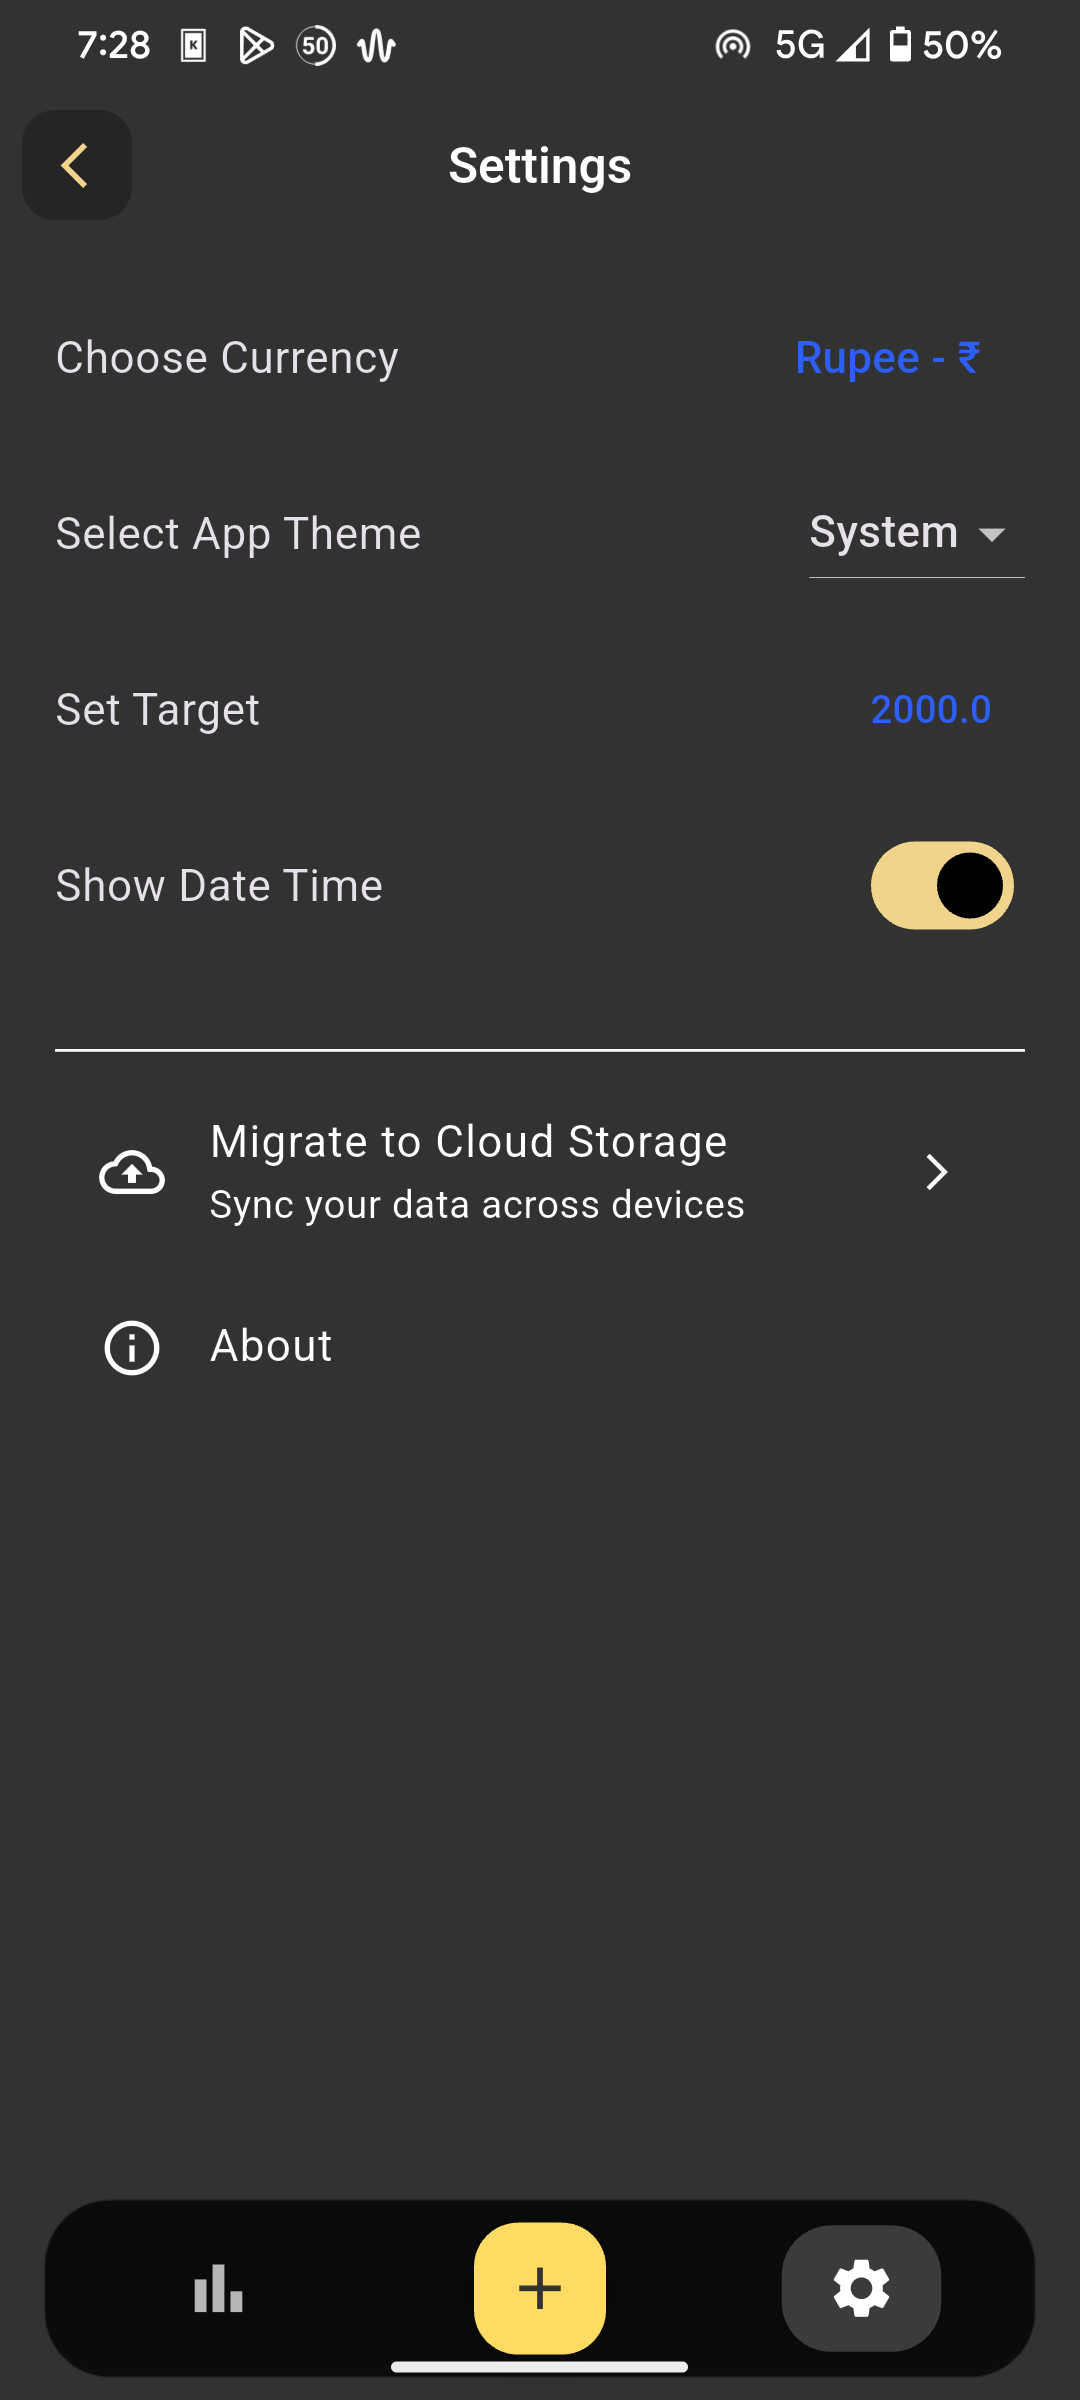 7:28 K 50 5G 50%
Settings
Choose Currency Rupee - ₹
Select App Theme System
Set Target 2000.0
Show Date Time
Migrate to Cloud Storage
Sync your data across devices
About